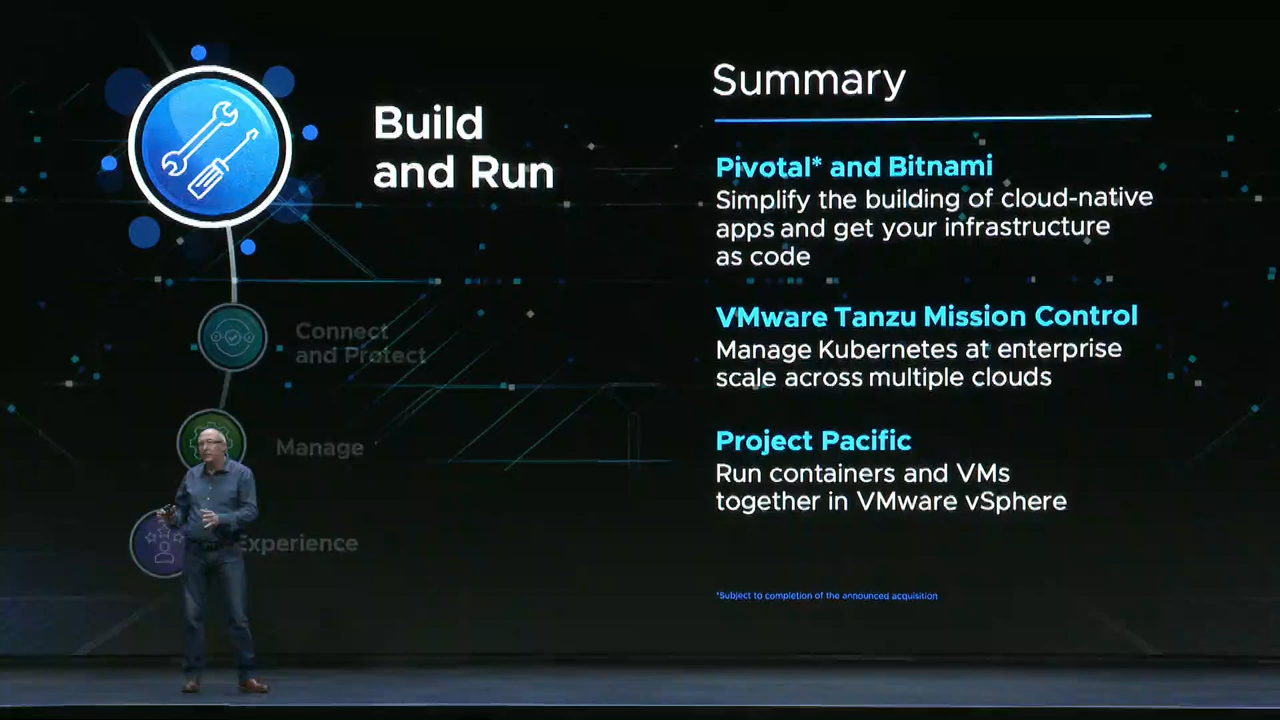 Build
and Run
Connect
and Protect
Manage
Experience
Summary
Pivotal* and Bitnami
Simplify the building of cloud-native
apps and get your infrastructure
as code
VMware Tanzu Mission Control
Manage Kubernetes at enterprise
scale across multiple clouds
Project Pacific
Run containers and VMs
together in VMware vSphere
*Subject to completion of the announced acquisition